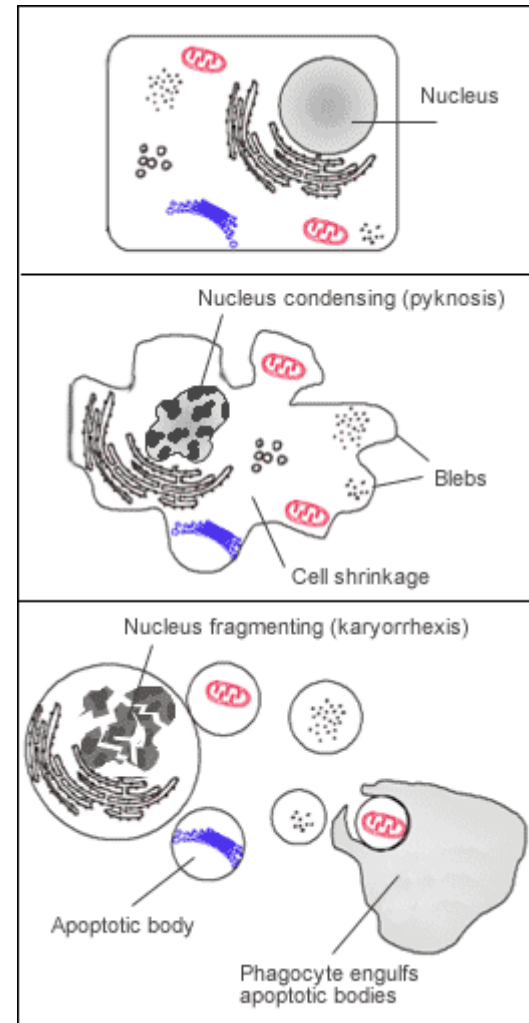 Nucleus
Nucleus condensing (pyknosis)
Blebs
Cell shrinkage
Nucleus fragmenting (karyorrhexis)
Apoptotic body
Phagocyte engulfs
apoptotic bodies